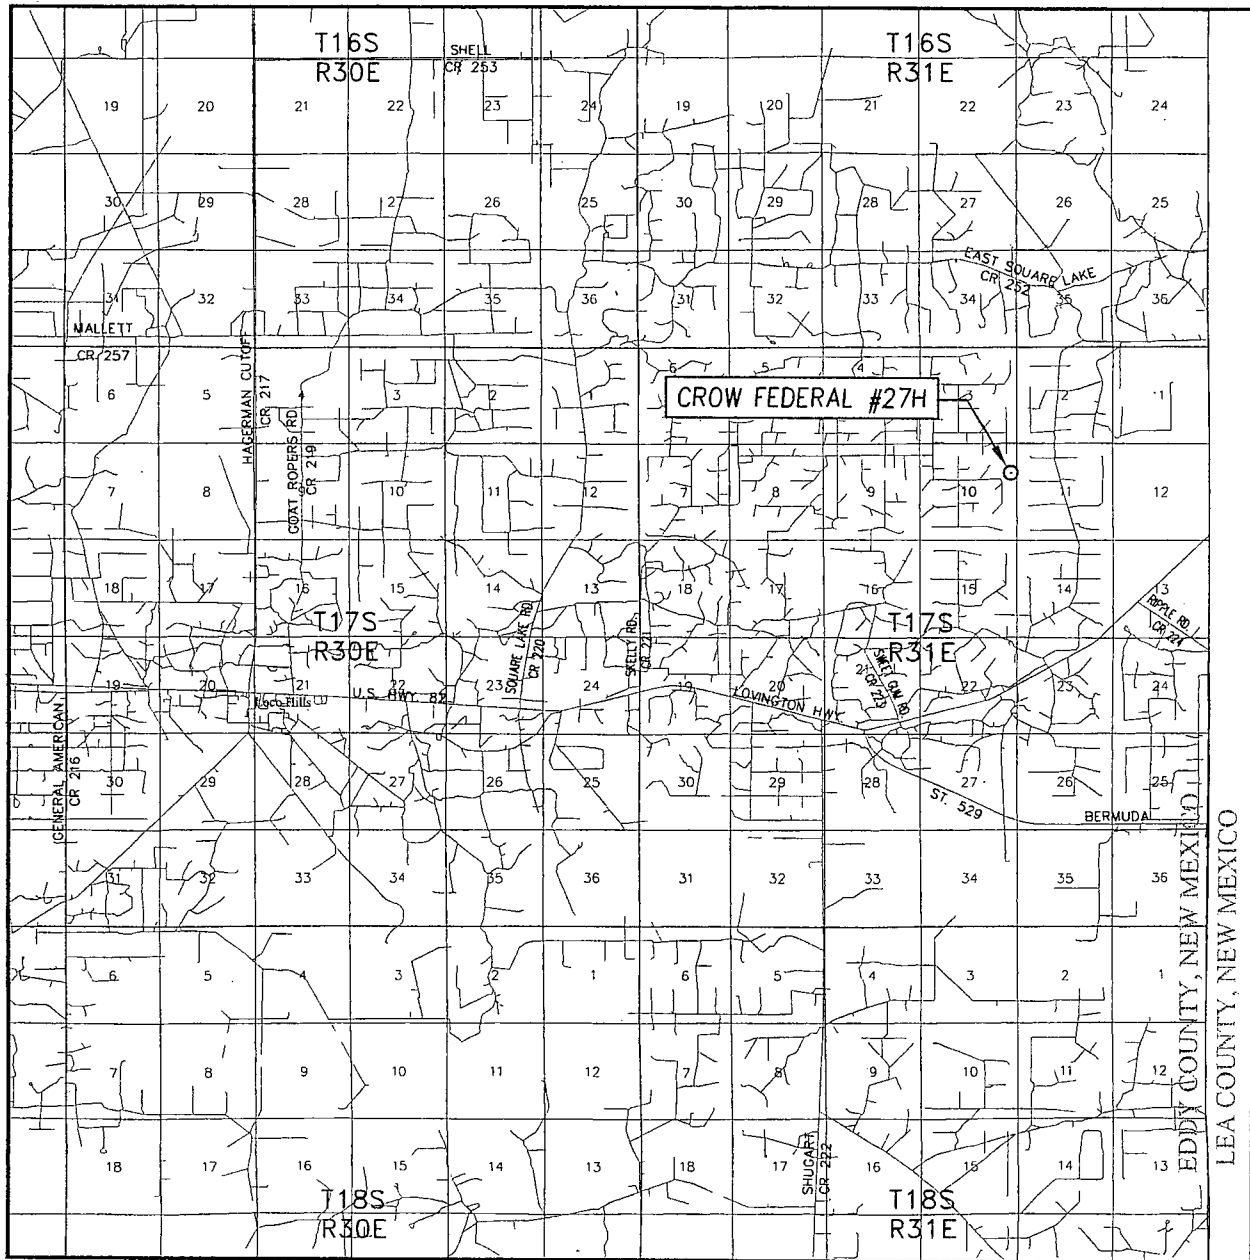 T16S
R30E
SHELL
CR 253
T16S
R31E
19 20 21 22 23 24 19 20 21 22 23 24
30 29 28 27 26 25 30 29 28 27 26 25
EAST SQUARE LAKE
CR 252
31 32 33 34 35 36 31 32 33 34 35 36
MALLETT
CR 257
HAGERMAN CUTOFF
CR 217
GOAT ROPERS RD
CR 219
6 5 4 3 2 1 6 5 4 3 2 1
CROW FEDERAL #27H
7 8 9 10 11 12 7 8 9 10 11 12
18 17 16 15 14 13 18 17 16 15 14 13
T17S
R30E
SQUARE LAKE RD
CR 220
SKELLY RD
CR 221
T17S
R31E
SWEET GUM RD
CR 223
RIPPLE RD
CR 224
19 20 21 22 23 24 19 20 21 22 23 24
Loco Hills
U.S. HWY. 82
LOVINGTON HWY
GENERAL AMERICAN
CR 216
30 29 28 27 26 25 30 29 28 27 26 25
ST. 529
BERMUDA
31 32 33 34 35 36 31 32 33 34 35 36
6 5 4 3 2 1 6 5 4 3 2 1
7 8 9 10 11 12 7 8 9 10 11 12
18 17 16 15 14 13 18 17 16 15 14 13
SHUGART
CR 222
T18S
R30E
T18S
R31E
EDDY COUNTY, NEW MEXICO
LEA COUNTY, NEW MEXICO